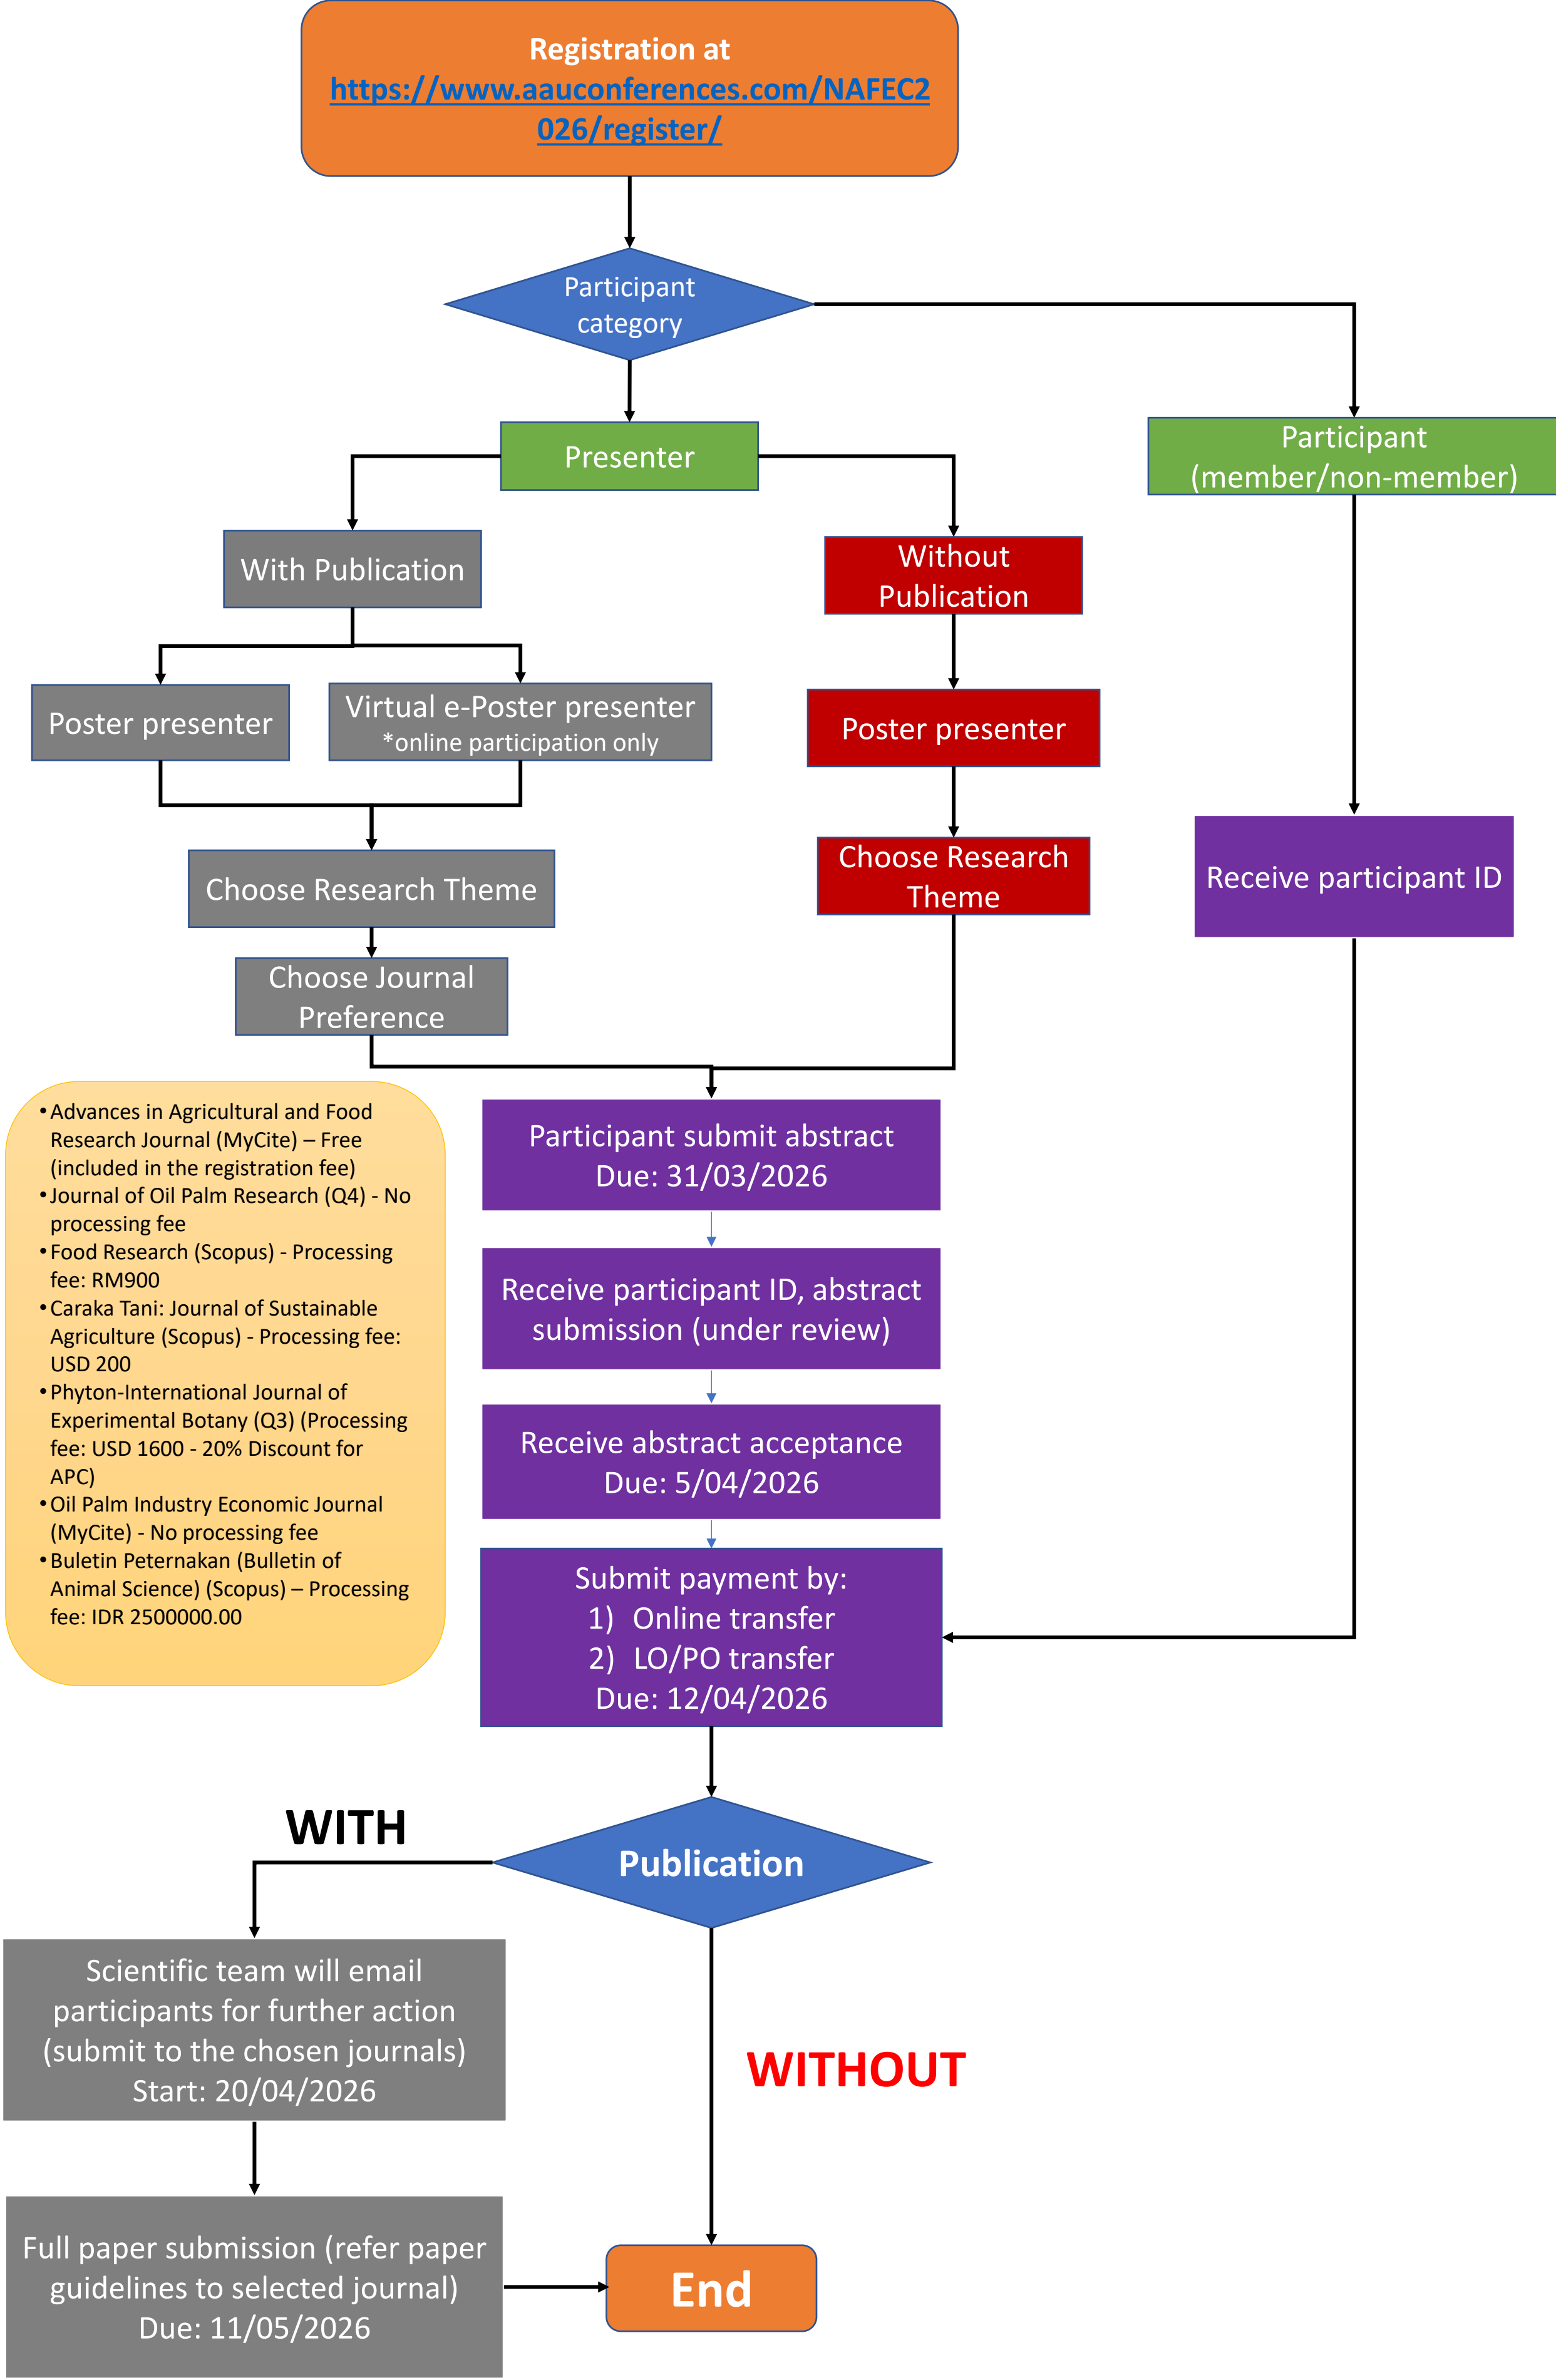 Registration at
https://www.aauconferences.com/NAFEC2
026/register/
Participant
category
Presenter
Participant
(member/non-member)
With Publication
Without
Publication
Poster presenter
Virtual e-Poster presenter
*online participation only
Poster presenter
Choose Research Theme
Choose Research
Theme
Receive participant ID
Choose Journal
Preference
•Advances in Agricultural and Food
Research Journal (MyCite) – Free
(included in the registration fee)
•Journal of Oil Palm Research (Q4) - No
processing fee
•Food Research (Scopus) - Processing
fee: RM900
•Caraka Tani: Journal of Sustainable
Agriculture (Scopus) - Processing fee:
USD 200
•Phyton-International Journal of
Experimental Botany (Q3) (Processing
fee: USD 1600 - 20% Discount for
APC)
•Oil Palm Industry Economic Journal
(MyCite) - No processing fee
•Buletin Peternakan (Bulletin of
Animal Science) (Scopus) – Processing
fee: IDR 2500000.00
Participant submit abstract
Due: 31/03/2026
Receive participant ID, abstract
submission (under review)
Receive abstract acceptance
Due: 5/04/2026
Submit payment by:
1) Online transfer
2) LO/PO transfer
Due: 12/04/2026
WITH
Publication
Scientific team will email
participants for further action
(submit to the chosen journals)
Start: 20/04/2026
WITHOUT
Full paper submission (refer paper
guidelines to selected journal)
Due: 11/05/2026
End